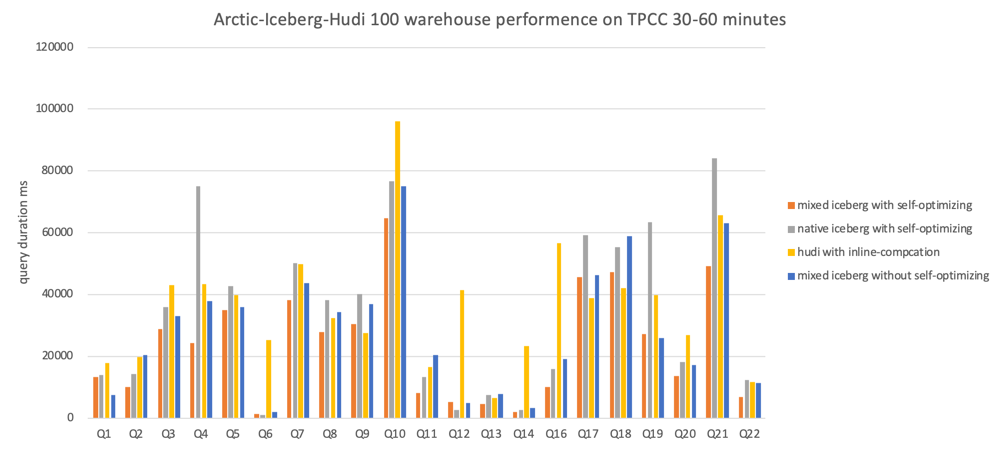 Arctic-Iceberg-Hudi 100 warehouse performence on TPCC 30-60 minutes
120000
100000
80000
60000
40000
20000
0
query duration ms
Q1 Q2 Q3 Q4 Q5 Q6 Q7 Q8 Q9 Q10 Q11 Q12 Q13 Q14 Q16 Q17 Q18 Q19 Q20 Q21 Q22
mixed iceberg with self-optimizing
native iceberg with self-optimizing
hudi with inline-compcation
mixed iceberg without self-optimizing